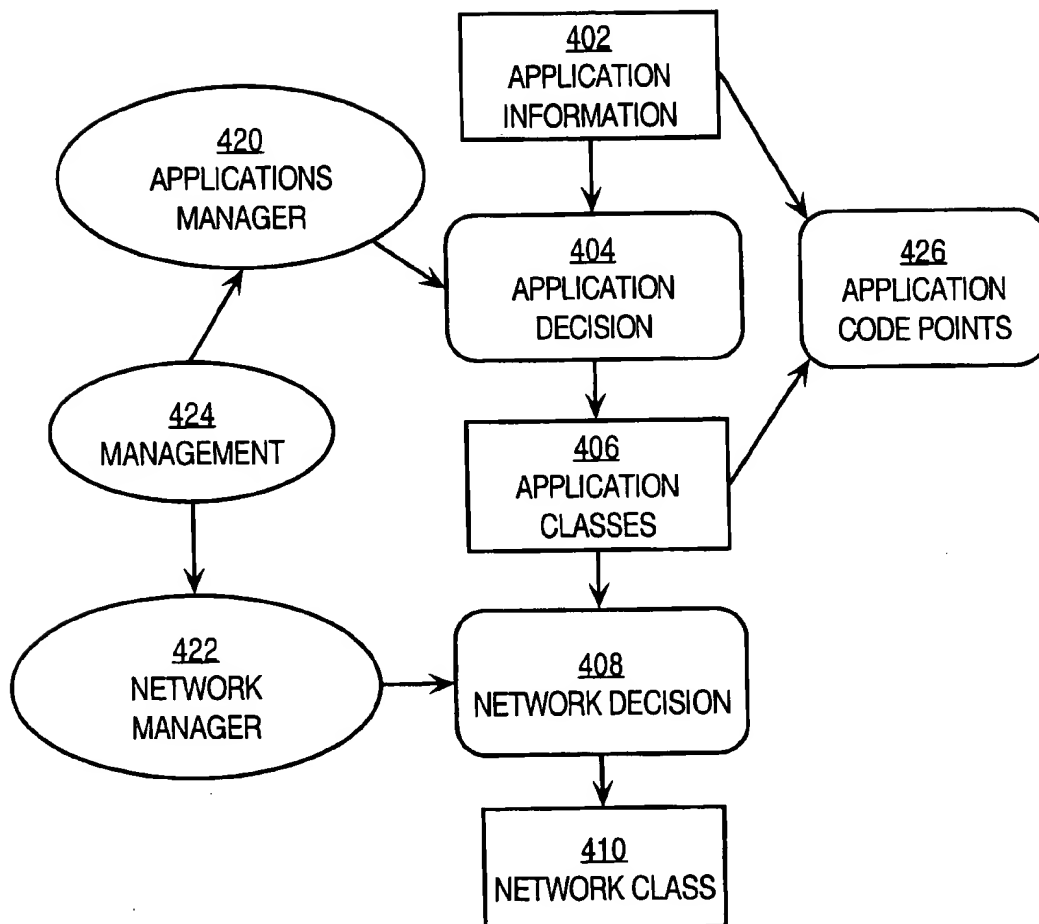 402
APPLICATION
INFORMATION
420
APPLICATIONS
MANAGER
404
APPLICATION
DECISION
426
APPLICATION
CODE POINTS
424
MANAGEMENT
406
APPLICATION
CLASSES
422
NETWORK
MANAGER
408
NETWORK DECISION
410
NETWORK CLASS